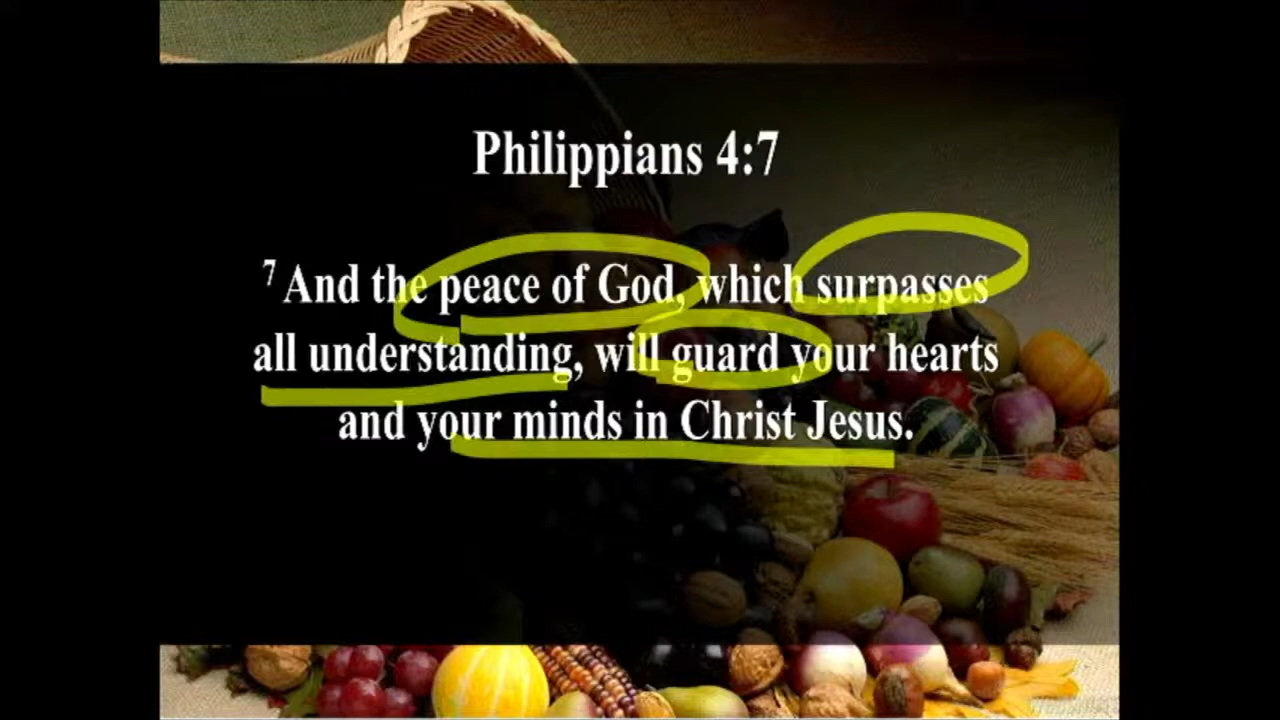 Philippians 4:7
7 And the peace of God, which surpasses
all understanding, will guard your hearts
and your minds in Christ Jesus.